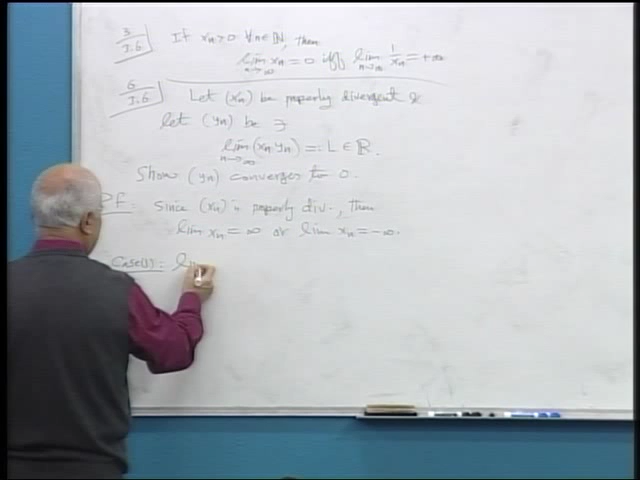 3/3.6 If xₙ>0 ∀n∈ℕ, then
lim xₙ = 0 iff lim 1/xₙ = +∞
n→∞ n→∞
6/3.6 Let (xₙ) be properly divergent &
let (yₙ) be ∋
lim (xₙ yₙ) =: L ∈ ℝ.
n→∞
Show (yₙ) converges to 0.
Pf: Since (xₙ) is properly div., then
lim xₙ = ∞ or lim xₙ = -∞.
Case(1): li